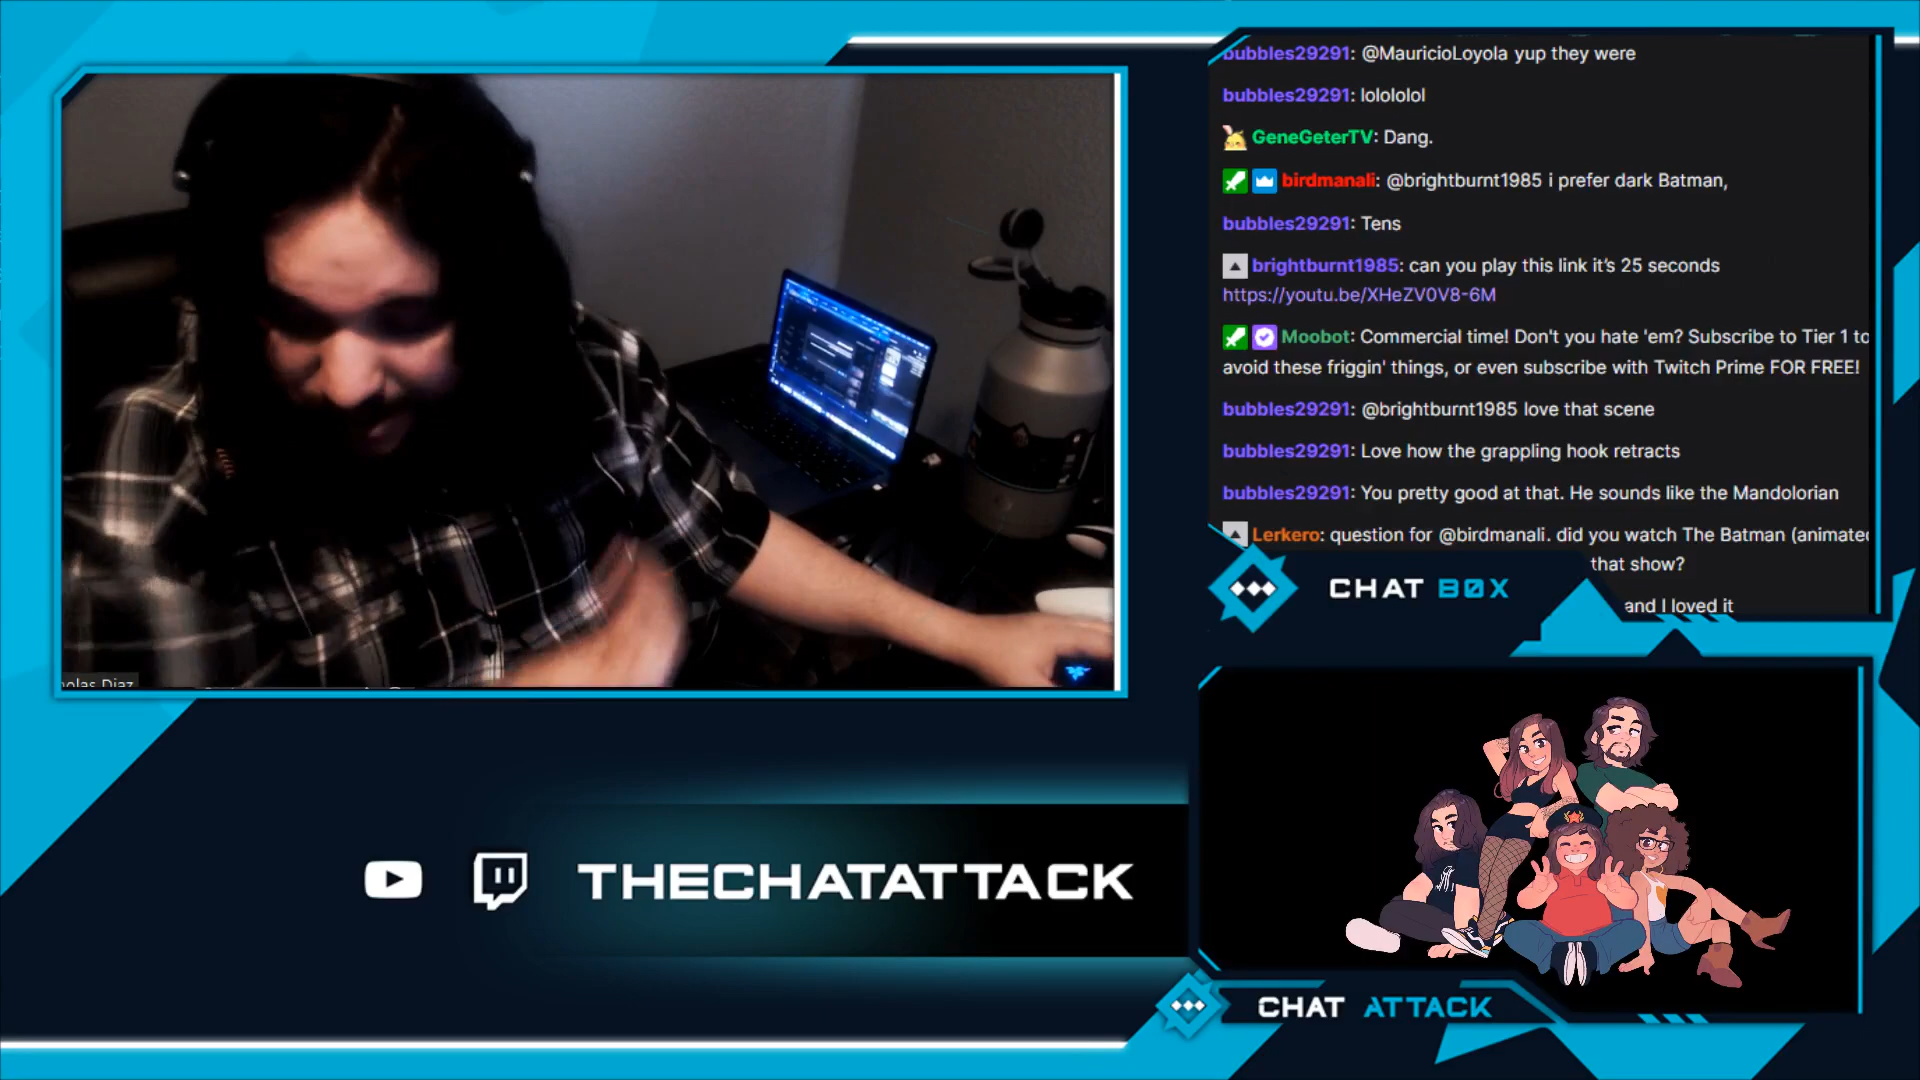 bubbles29291: @MauricioLoyola yup they were
bubbles29291: lolololol
GeneGeterTV: Dang.
birdmanali: @brightburnt1985 i prefer dark Batman,
bubbles29291: Tens
brightburnt1985: can you play this link it's 25 seconds
https://youtu.be/XHeZV0V8-6M
Moobot: Commercial time! Don't you hate 'em? Subscribe to Tier 1 to
avoid these friggin' things, or even subscribe with Twitch Prime FOR FREE!
bubbles29291: @brightburnt1985 love that scene
bubbles29291: Love how the grappling hook retracts
bubbles29291: You pretty good at that. He sounds like the Mandolorian
Lerkero: question for @birdmanali. did you watch The Batman (animated
that show?
and I loved it
CHAT B0X
olas Diaz
THECHATATTACK
CHAT ATTACK